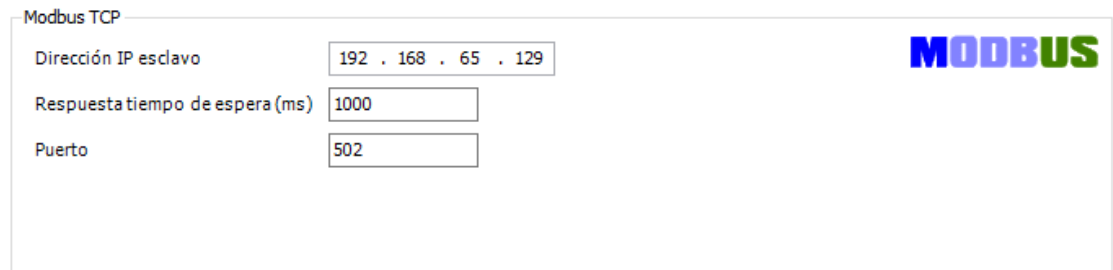 Modbus TCP
Dirección IP esclavo 192 . 168 . 65 . 129
MODBUS
Respuesta tiempo de espera (ms) 1000
Puerto 502